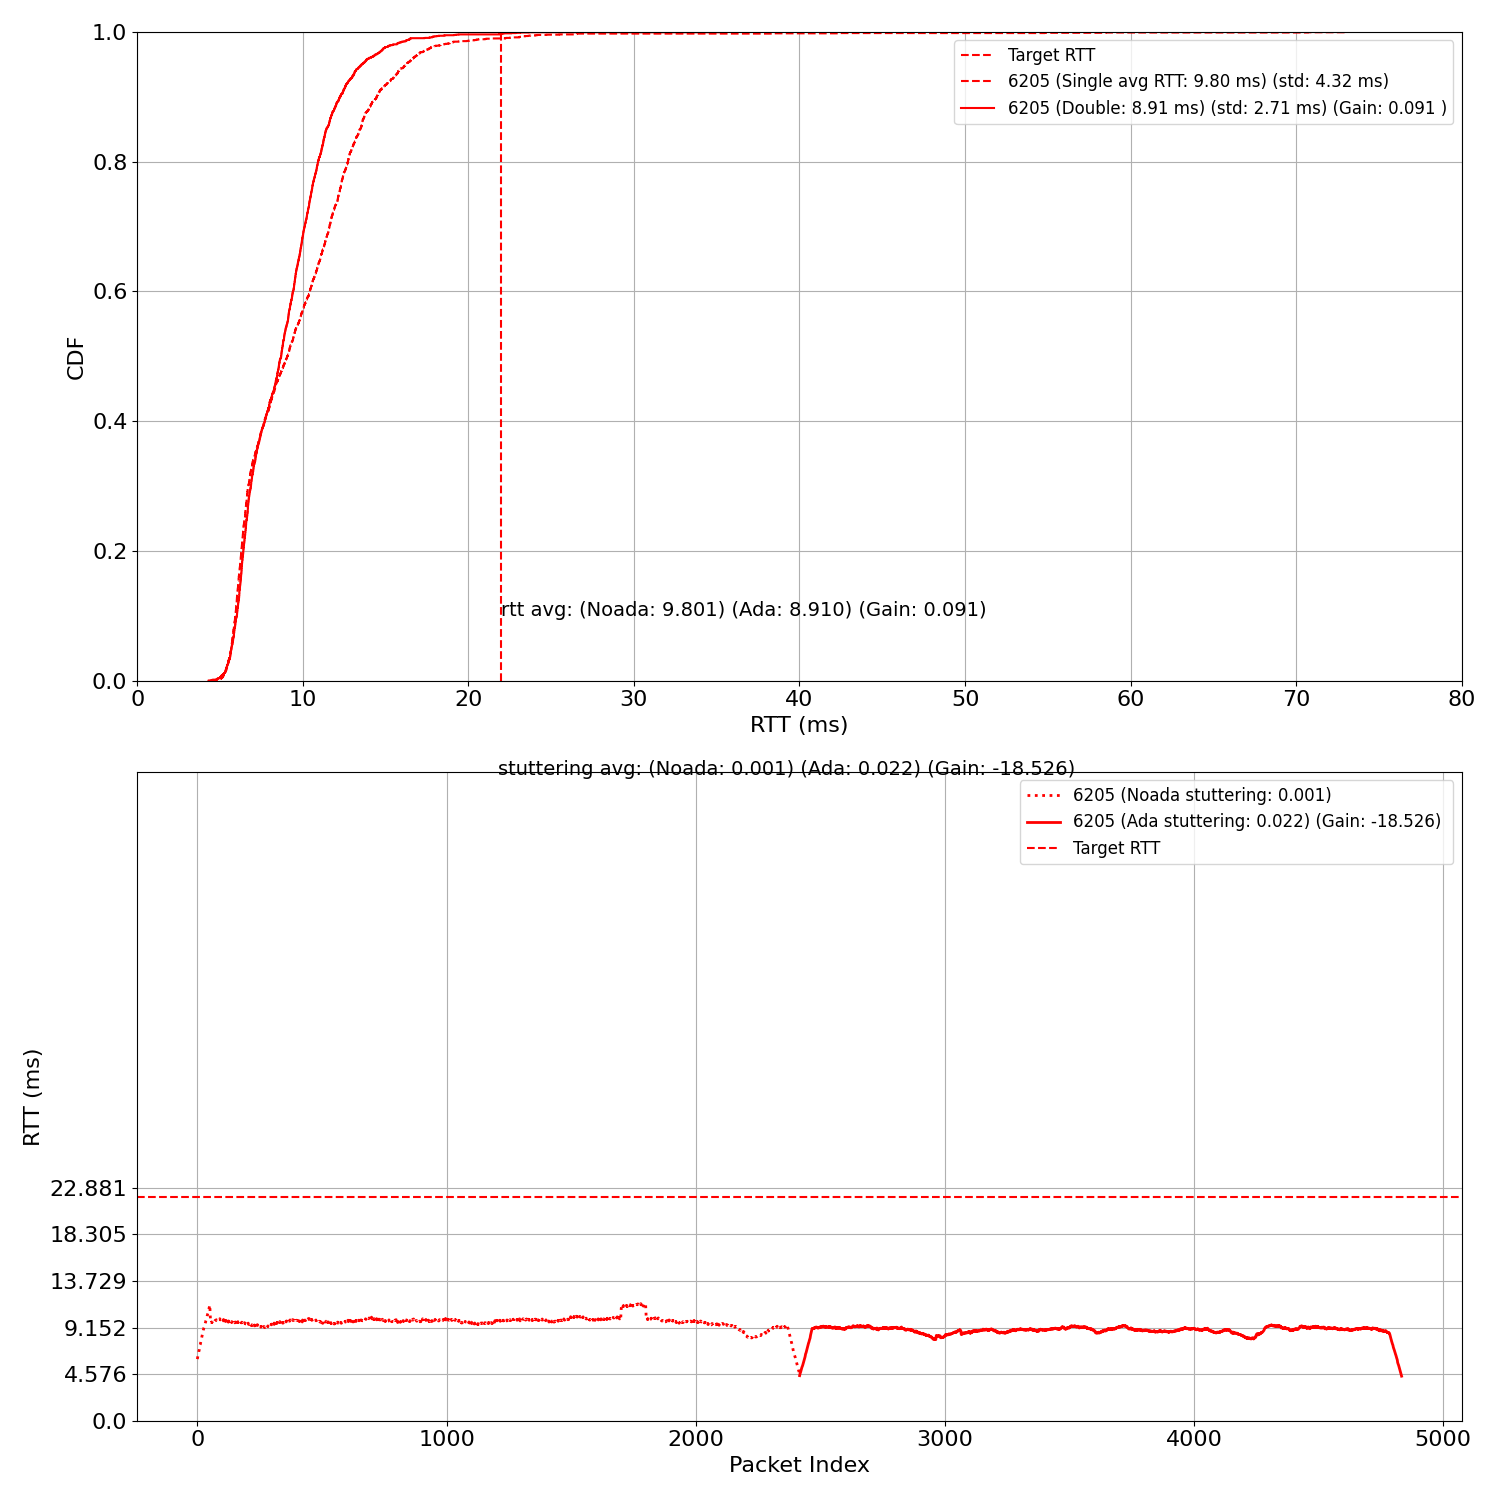 1.0
0.8
0.6
0.4
0.2
0.0
CDF
Target RTT
6205 (Single avg RTT: 9.80 ms) (std: 4.32 ms)
6205 (Double: 8.91 ms) (std: 2.71 ms) (Gain: 0.091 )
rtt avg: (Noada: 9.801) (Ada: 8.910) (Gain: 0.091)
0 10 20 30 40 50 60 70 80
RTT (ms)
stuttering avg: (Noada: 0.001) (Ada: 0.022) (Gain: -18.526)
6205 (Noada stuttering: 0.001)
6205 (Ada stuttering: 0.022) (Gain: -18.526)
Target RTT
RTT (ms)
22.881
18.305
13.729
9.152
4.576
0.0
0 1000 2000 3000 4000 5000
Packet Index